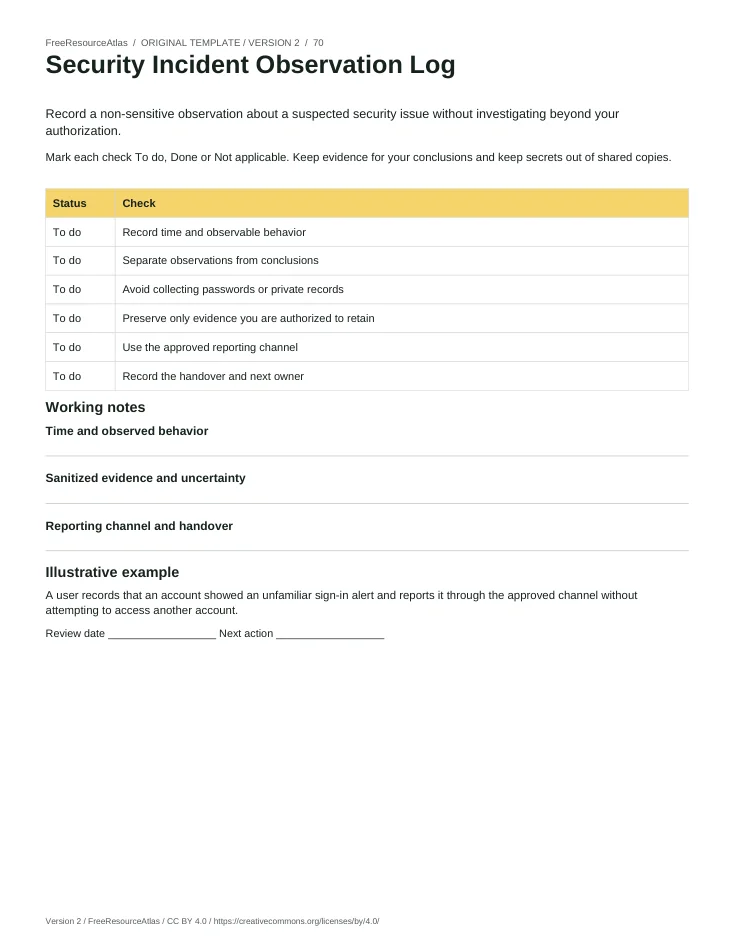 FreeResourceAtlas / ORIGINAL TEMPLATE / VERSION 2 / 70
Security Incident Observation Log
Record a non-sensitive observation about a suspected security issue without investigating beyond your
authorization.
Mark each check To do, Done or Not applicable. Keep evidence for your conclusions and keep secrets out of shared copies.
Status Check
To do Record time and observable behavior
To do Separate observations from conclusions
To do Avoid collecting passwords or private records
To do Preserve only evidence you are authorized to retain
To do Use the approved reporting channel
To do Record the handover and next owner
Working notes
Time and observed behavior
Sanitized evidence and uncertainty
Reporting channel and handover
Illustrative example
A user records that an account showed an unfamiliar sign-in alert and reports it through the approved channel without
attempting to access another account.
Review date __________________ Next action __________________
Version 2 / FreeResourceAtlas / CC BY 4.0 / https://creativecommons.org/licenses/by/4.0/